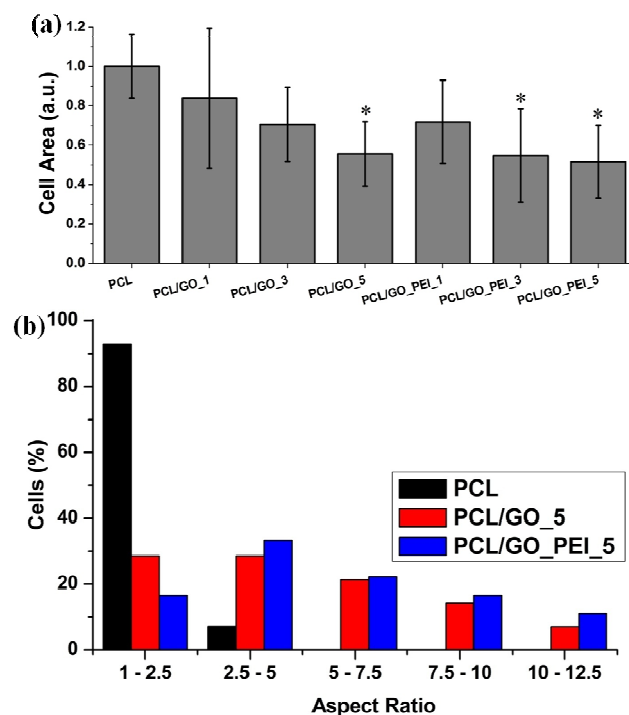 (a)
Cell Area (a.u.)
1.2
1.0
0.8
0.6
0.4
0.2
0.0
*
*
*
PCL
PCL/GO_1
PCL/GO_3
PCL/GO_5
PCL/GO_PEI_1
PCL/GO_PEI_3
PCL/GO_PEI_5
(b)
Cells (%)
100
80
60
40
20
0
PCL
PCL/GO_5
PCL/GO_PEI_5
1 - 2.5
2.5 - 5
5 - 7.5
7.5 - 10
10 - 12.5
Aspect Ratio